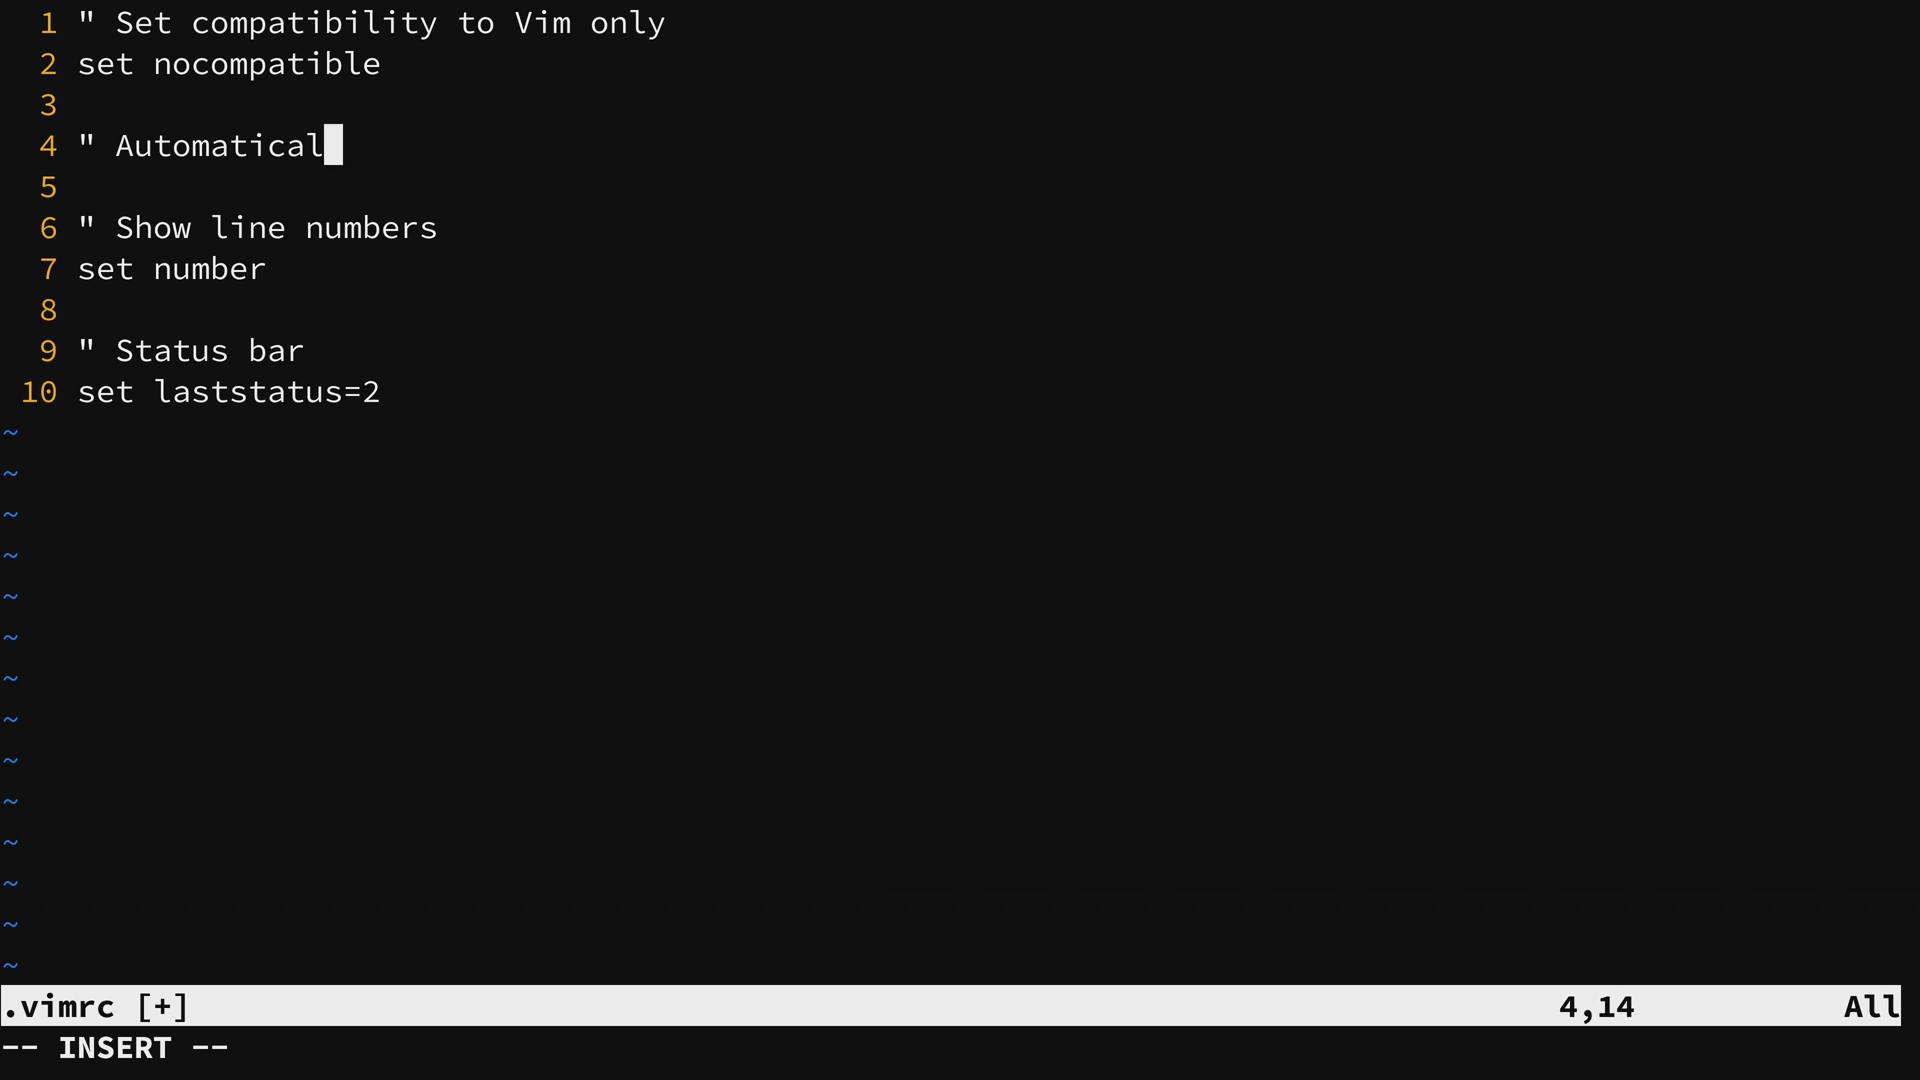 1 " Set compatibility to Vim only
2 set nocompatible
3
4 " Automatical
5
6 " Show line numbers
7 set number
8
9 " Status bar
10 set laststatus=2
~
~
~
~
~
~
~
~
~
~
~
~
~
~
.vimrc [+] 4,14 All
-- INSERT --